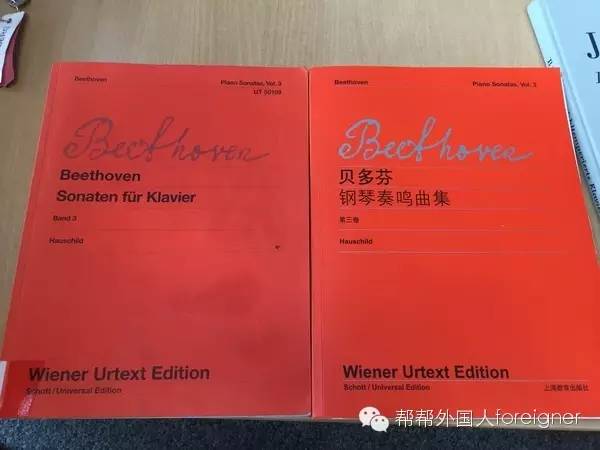 Beethoven
Piano Sonatas, Vol. 3
UT 50109
Beethoven
Beethoven
Sonaten für Klavier
Band 3
Hauschild
Wiener Urtext Edition
Schott / Universal Edition
Beethoven
Piano Sonatas, Vol. 3
Beethoven
贝多芬
钢琴奏鸣曲集
第三卷
Hauschild
Wiener Urtext Edition
Schott / Universal Edition
上海教育出版社
J
帮帮外国人foreigner